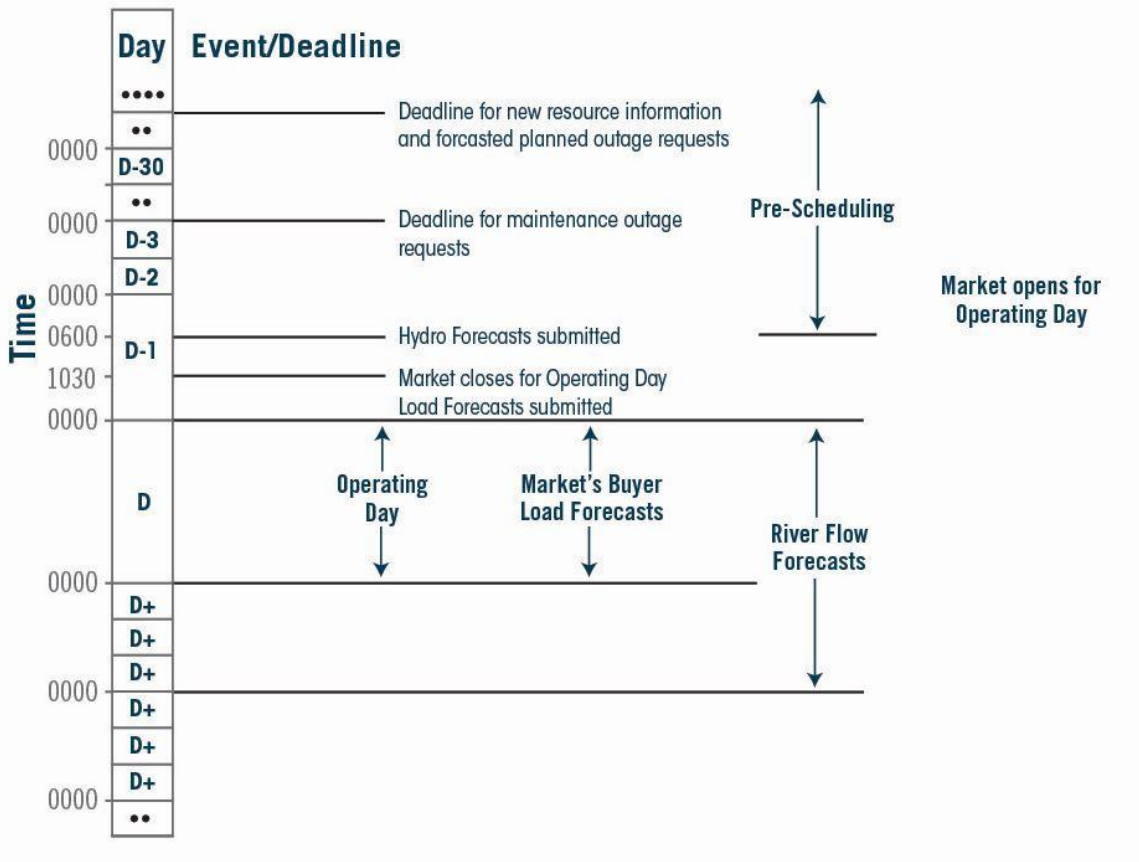 Day Event/Deadline
••••
Deadline for new resource information
and forcasted planned outage requests
••
0000
D-30
••
Pre-Scheduling
0000
Deadline for maintenance outage
requests
D-3
D-2
Market opens for
Operating Day
0000
Time
0600
Hydro Forecasts submitted
D-1
1030
Market closes for Operating Day
Load Forecasts submitted
0000
Operating
Day
Market's Buyer
Load Forecasts
D
River Flow
Forecasts
0000
D+
D+
D+
0000
D+
D+
D+
0000
••